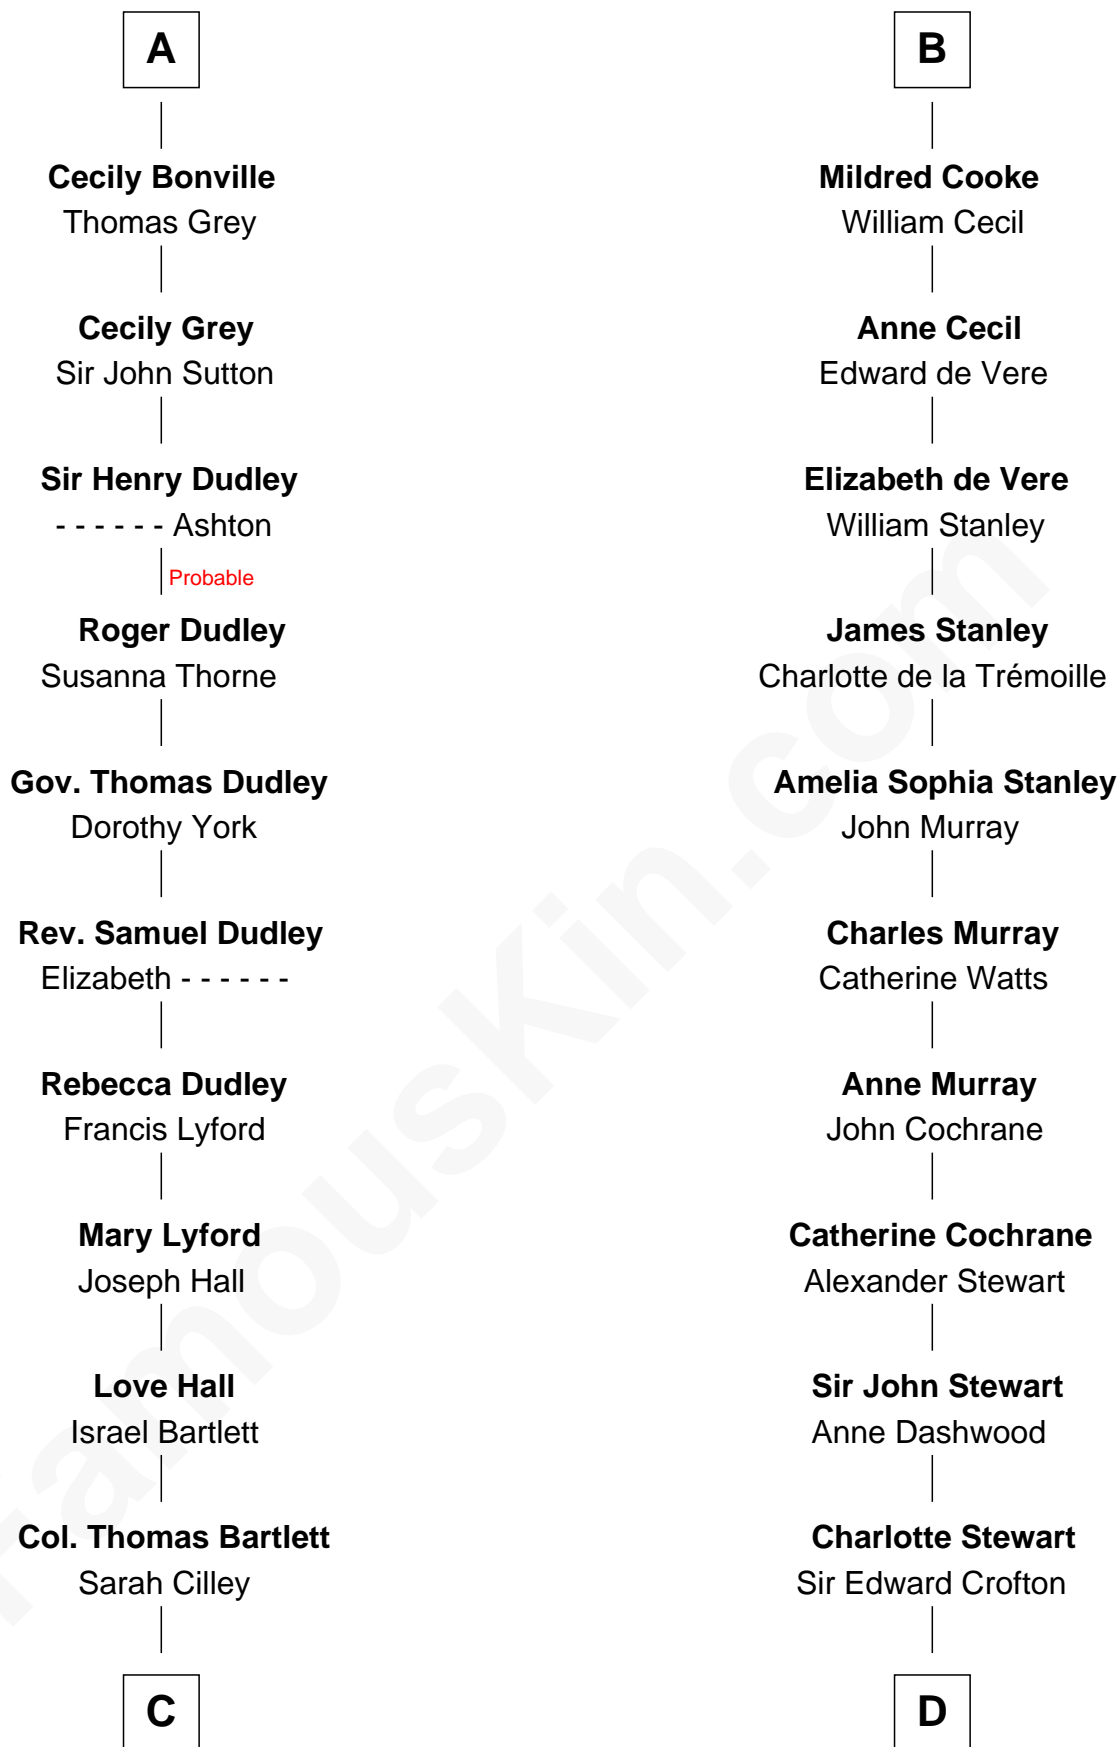 A
Cecily Bonville
Thomas Grey
Cecily Grey
Sir John Sutton
Sir Henry Dudley
- - - - - - Ashton
Probable
Roger Dudley
Susanna Thorne
Gov. Thomas Dudley
Dorothy York
Rev. Samuel Dudley
Elizabeth - - - - - -
Rebecca Dudley
Francis Lyford
Mary Lyford
Joseph Hall
Love Hall
Israel Bartlett
Col. Thomas Bartlett
Sarah Cilley
C
B
Mildred Cooke
William Cecil
Anne Cecil
Edward de Vere
Elizabeth de Vere
William Stanley
James Stanley
Charlotte de la Trémoille
Amelia Sophia Stanley
John Murray
Charles Murray
Catherine Watts
Anne Murray
John Cochrane
Catherine Cochrane
Alexander Stewart
Sir John Stewart
Anne Dashwood
Charlotte Stewart
Sir Edward Crofton
D
FamousKin.com